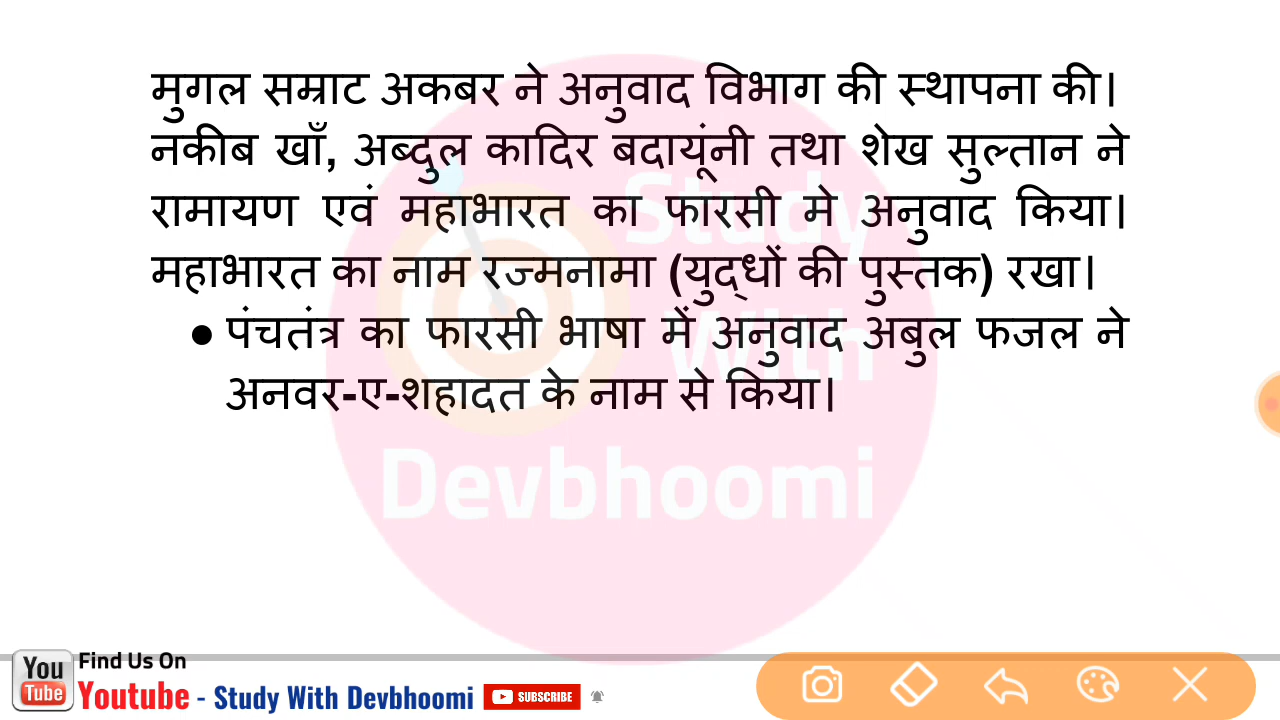 मुगल सम्राट अकबर ने अनुवाद विभाग की स्थापना की।
नकीब खाँ, अब्दुल कादिर बदायूंनी तथा शेख सुल्तान ने
रामायण एवं महाभारत का फारसी मे अनुवाद किया।
महाभारत का नाम रज्मनामा (युद्धों की पुस्तक) रखा।
● पंचतंत्र का फारसी भाषा में अनुवाद अबुल फजल ने
अनवर-ए-शहादत के नाम से किया।
Study
With
Devbhoomi
You
Tube
Find Us On
Youtube - Study With Devbhoomi
SUBSCRIBE